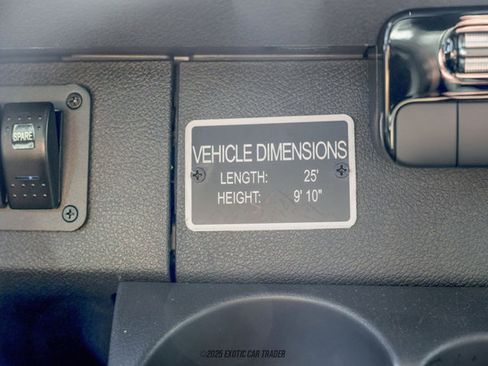 SPARE
VEHICLE DIMENSIONS
LENGTH: 25'
HEIGHT: 9' 10"
©2025 EXOTIC CAR TRADER